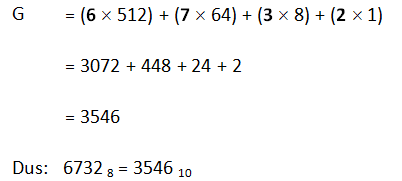 G = (6 × 512) + (7 × 64) + (3 × 8) + (2 × 1)
= 3072 + 448 + 24 + 2
= 3546
Dus: 6732 ₈ = 3546 ₁₀